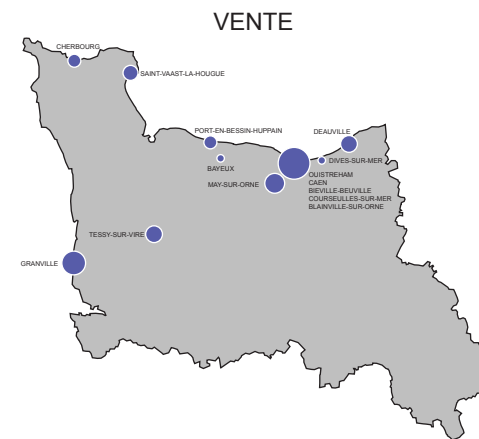 VENTE
CHERBOURG
SAINT-VAAST-LA-HOUGUE
PORT-EN-BESSIN-HUPPAIN
DEAUVILLE
BAYEUX
DIVES-SUR-MER
MAY-SUR-ORNE
OUISTREHAM
CAEN
BIEVILLE-BEUVILLE
COURSEULLES-SUR-MER
BLAINVILLE-SUR-ORNE
TESSY-SUR-VIRE
GRANVILLE